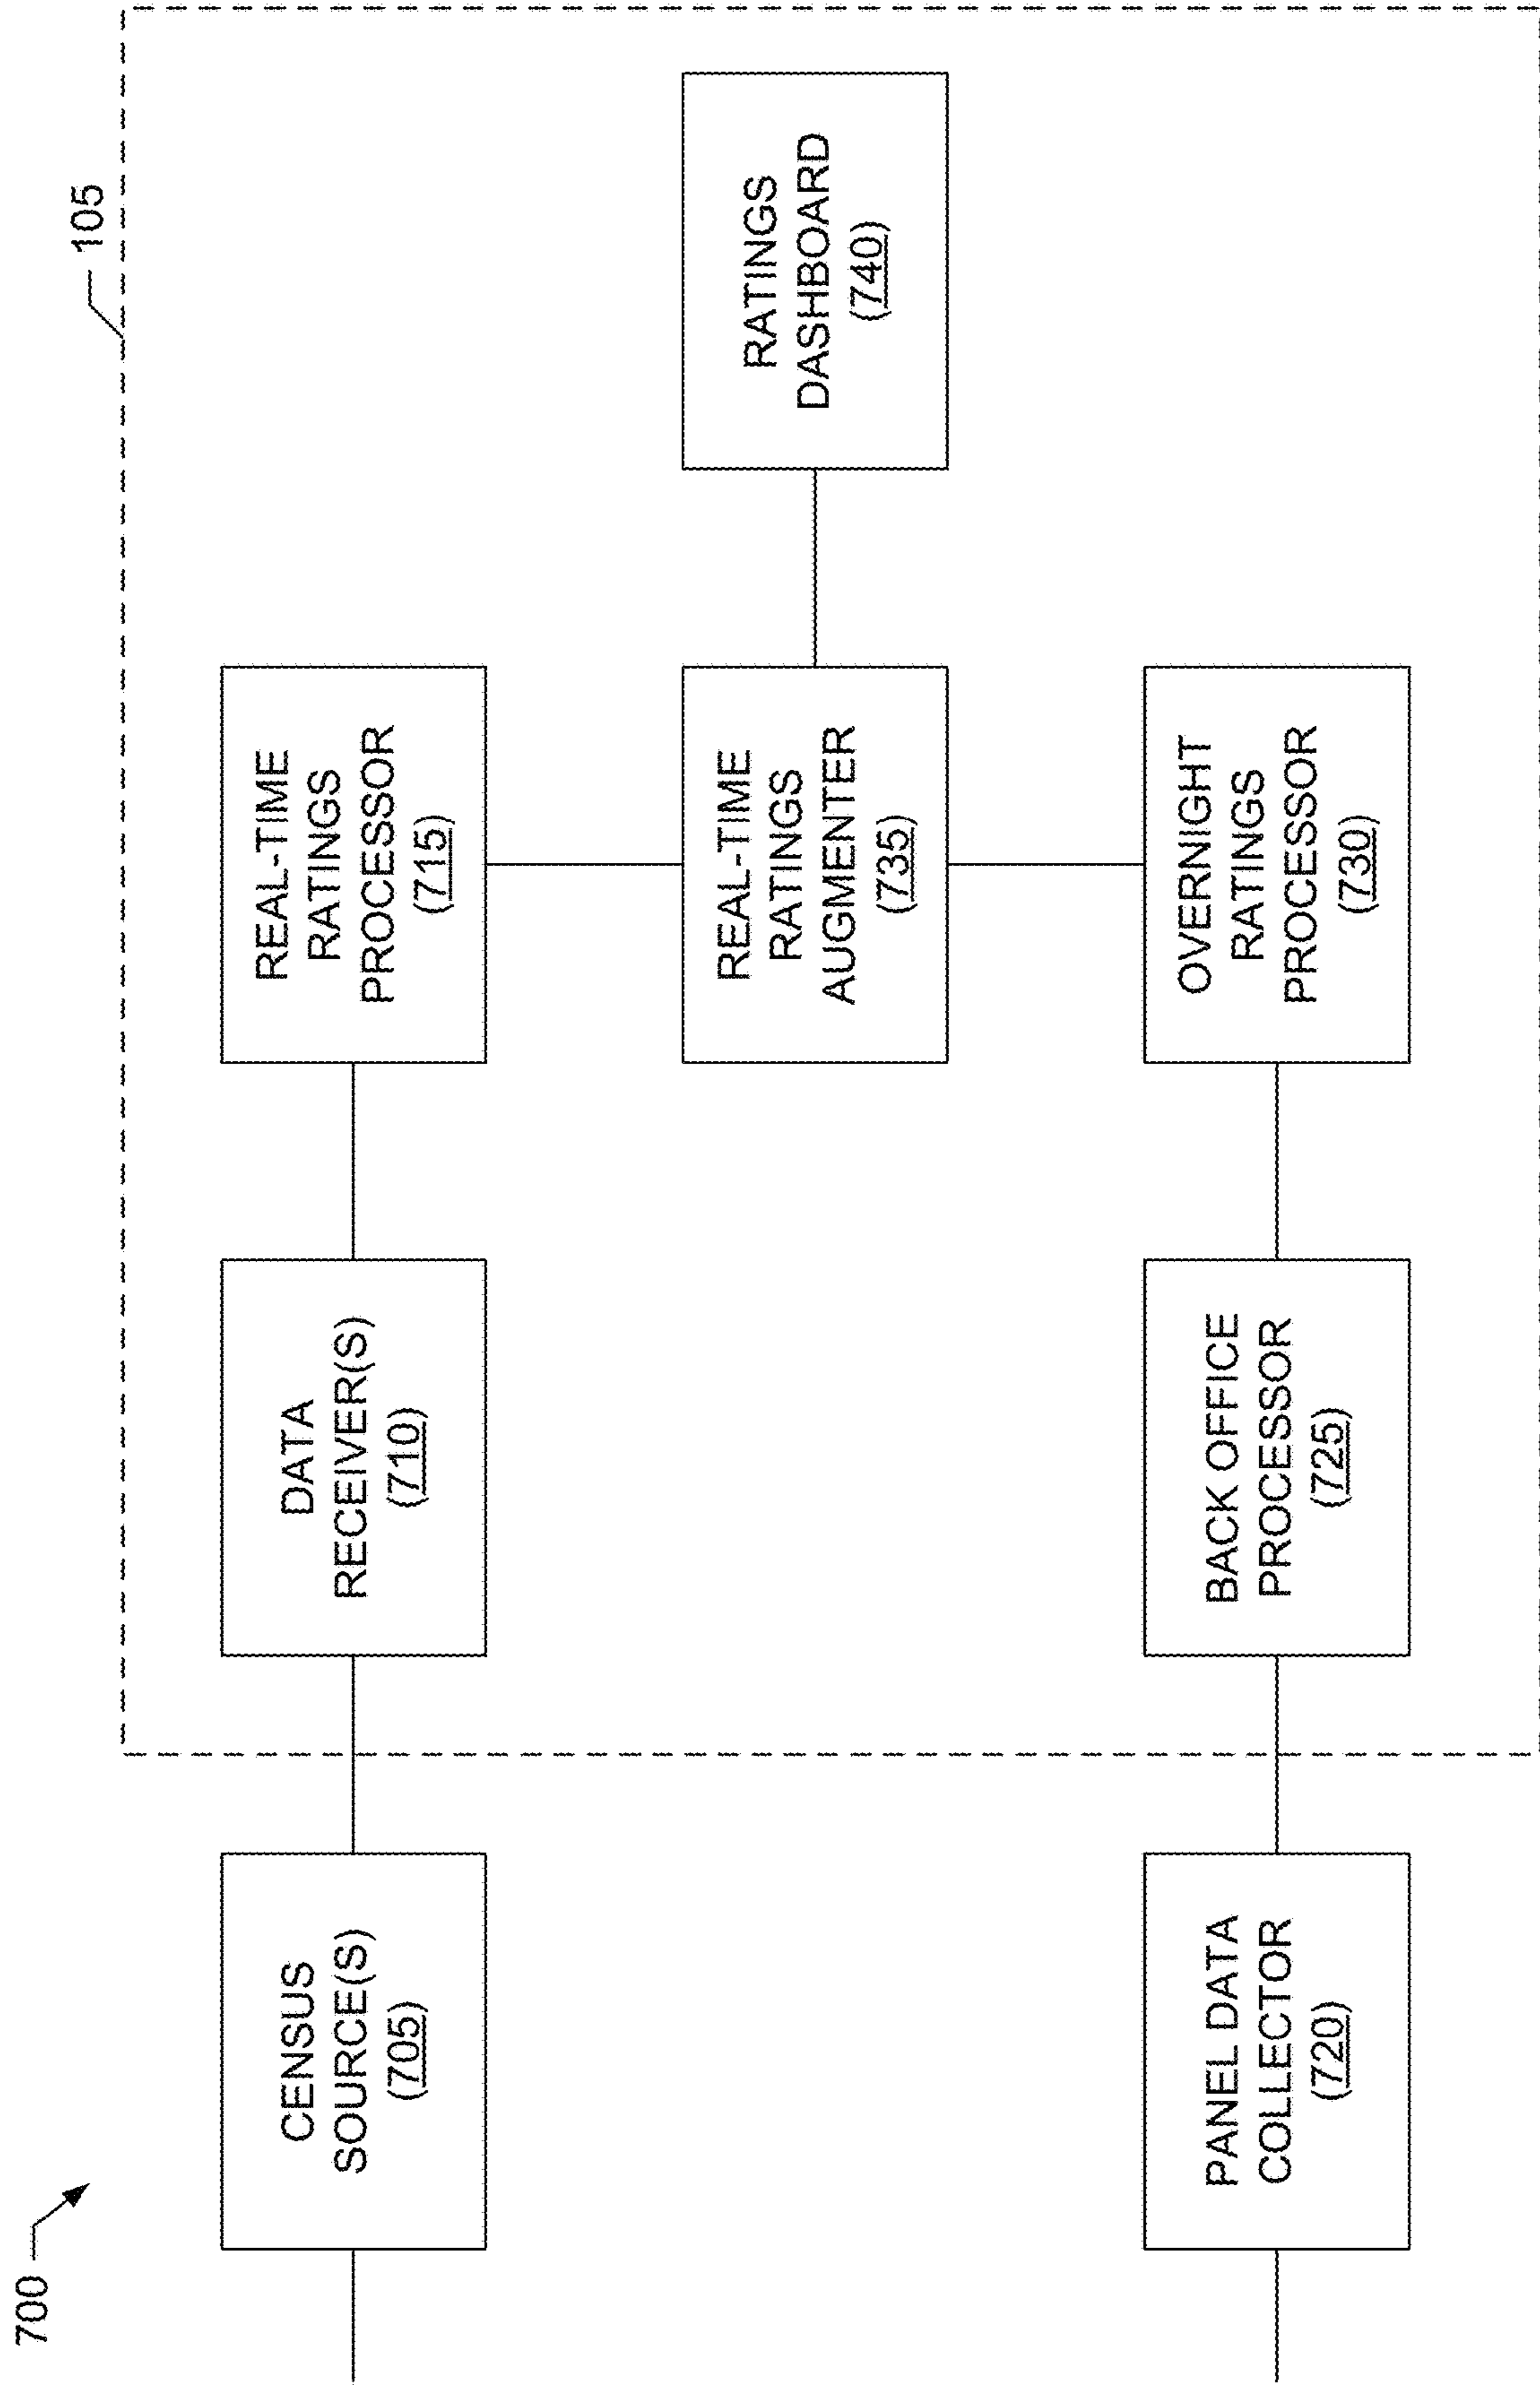 700
105
CENSUS
SOURCE(S)
(705)
DATA
RECEIVER(S)
(710)
REAL-TIME
RATINGS
PROCESSOR
(715)
REAL-TIME
RATINGS
AUGMENTER
(735)
RATINGS
DASHBOARD
(740)
PANEL DATA
COLLECTOR
(720)
BACK OFFICE
PROCESSOR
(725)
OVERNIGHT
RATINGS
PROCESSOR
(730)